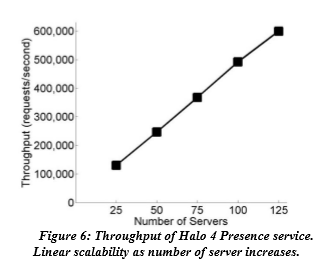 600,000
500,000
400,000
300,000
200,000
100,000
0
Throughput (requests/second)
25 50 75 100 125
Number of Servers
Figure 6: Throughput of Halo 4 Presence service.
Linear scalability as number of server increases.